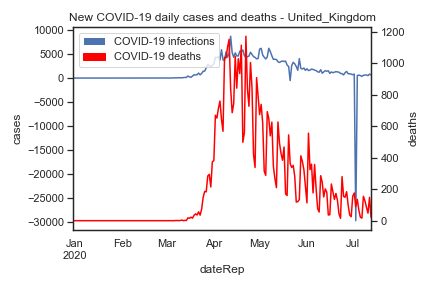 New COVID-19 daily cases and deaths - United_Kingdom
COVID-19 infections
COVID-19 deaths
10000
5000
0
−5000
−10000
−15000
−20000
−25000
−30000
cases
1200
1000
800
600
400
200
0
deaths
Jan Feb Mar Apr May Jun Jul
2020
dateRep